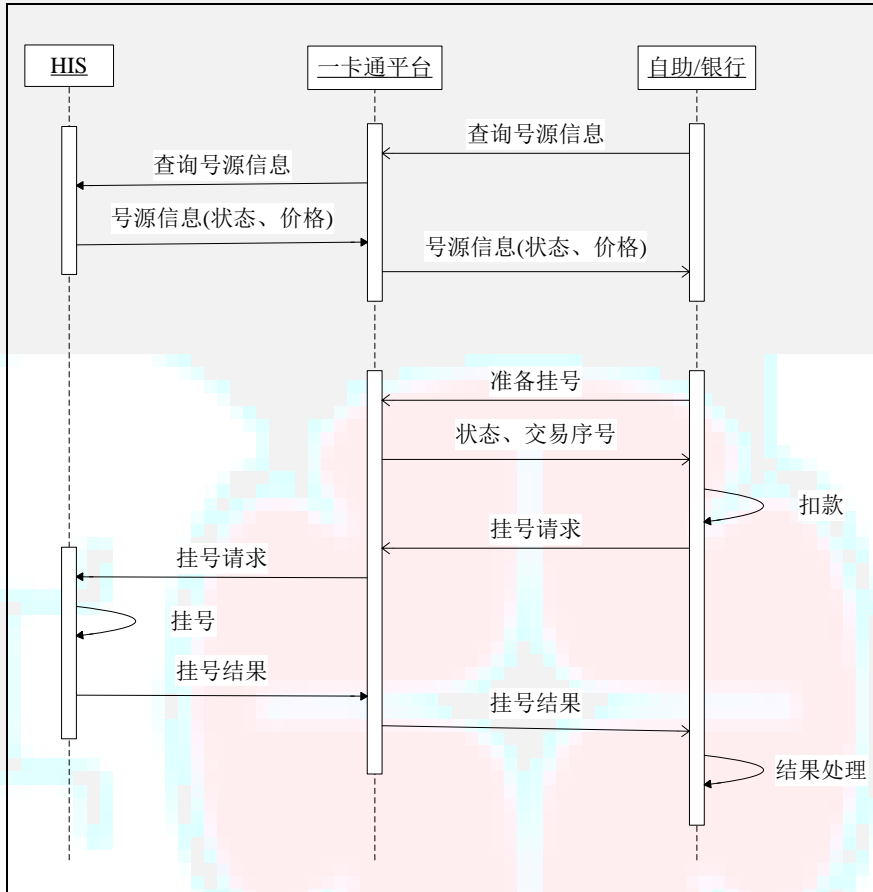 HIS
一卡通平台
自助/银行
查询号源信息
查询号源信息
号源信息(状态、价格)
号源信息(状态、价格)
准备挂号
状态、交易序号
扣款
挂号请求
挂号请求
挂号
挂号结果
挂号结果
结果处理